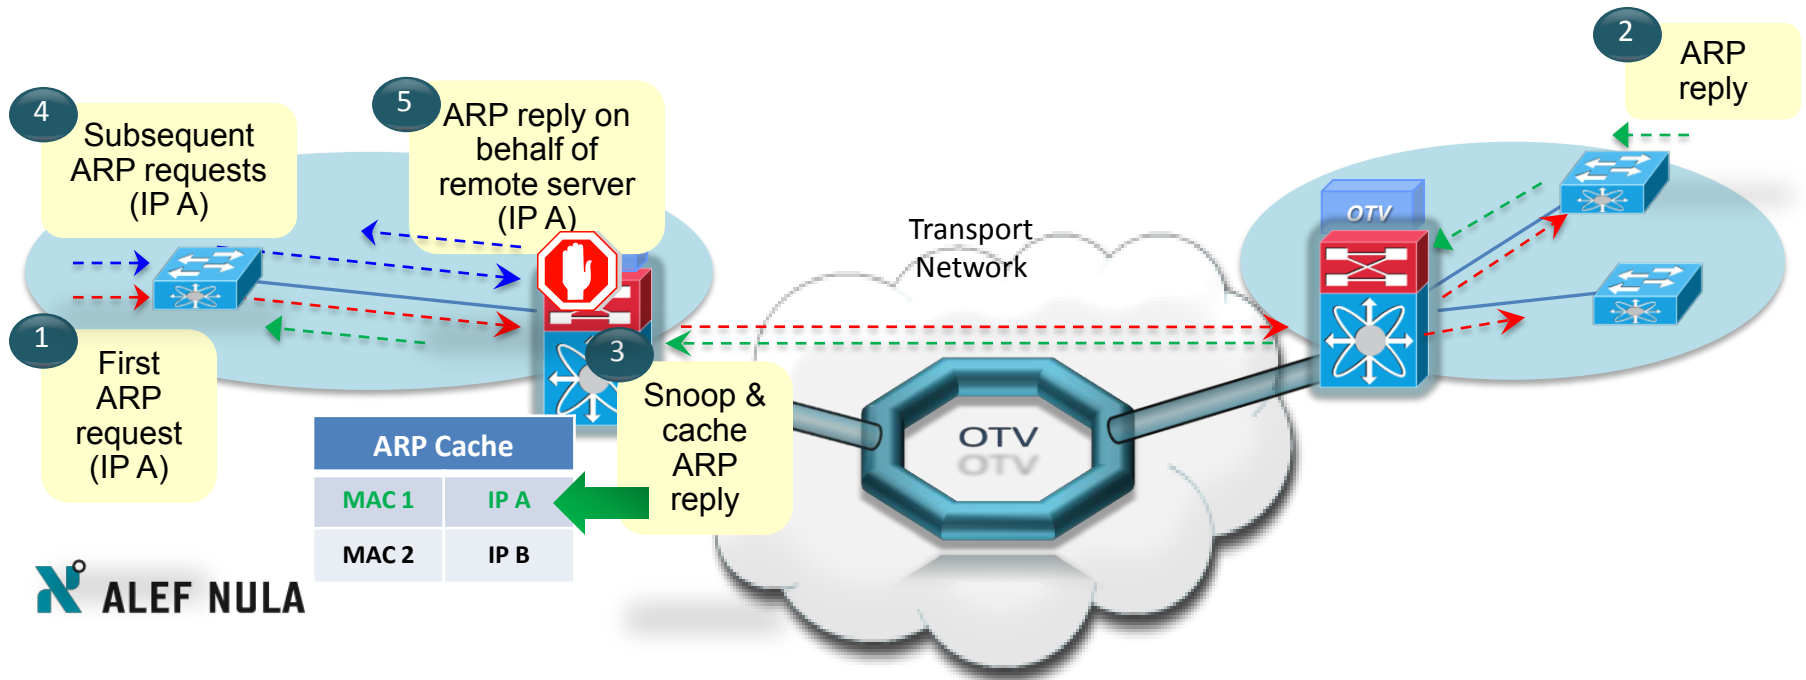 4
Subsequent
ARP requests
(IP A)
5
ARP reply on
behalf of
remote server
(IP A)
2
ARP
reply
OTV
Transport
Network
1
First
ARP
request
(IP A)
3
Snoop &
cache
ARP
reply
ARP Cache
MAC 1 IP A
MAC 2 IP B
OTV
ALEF NULA